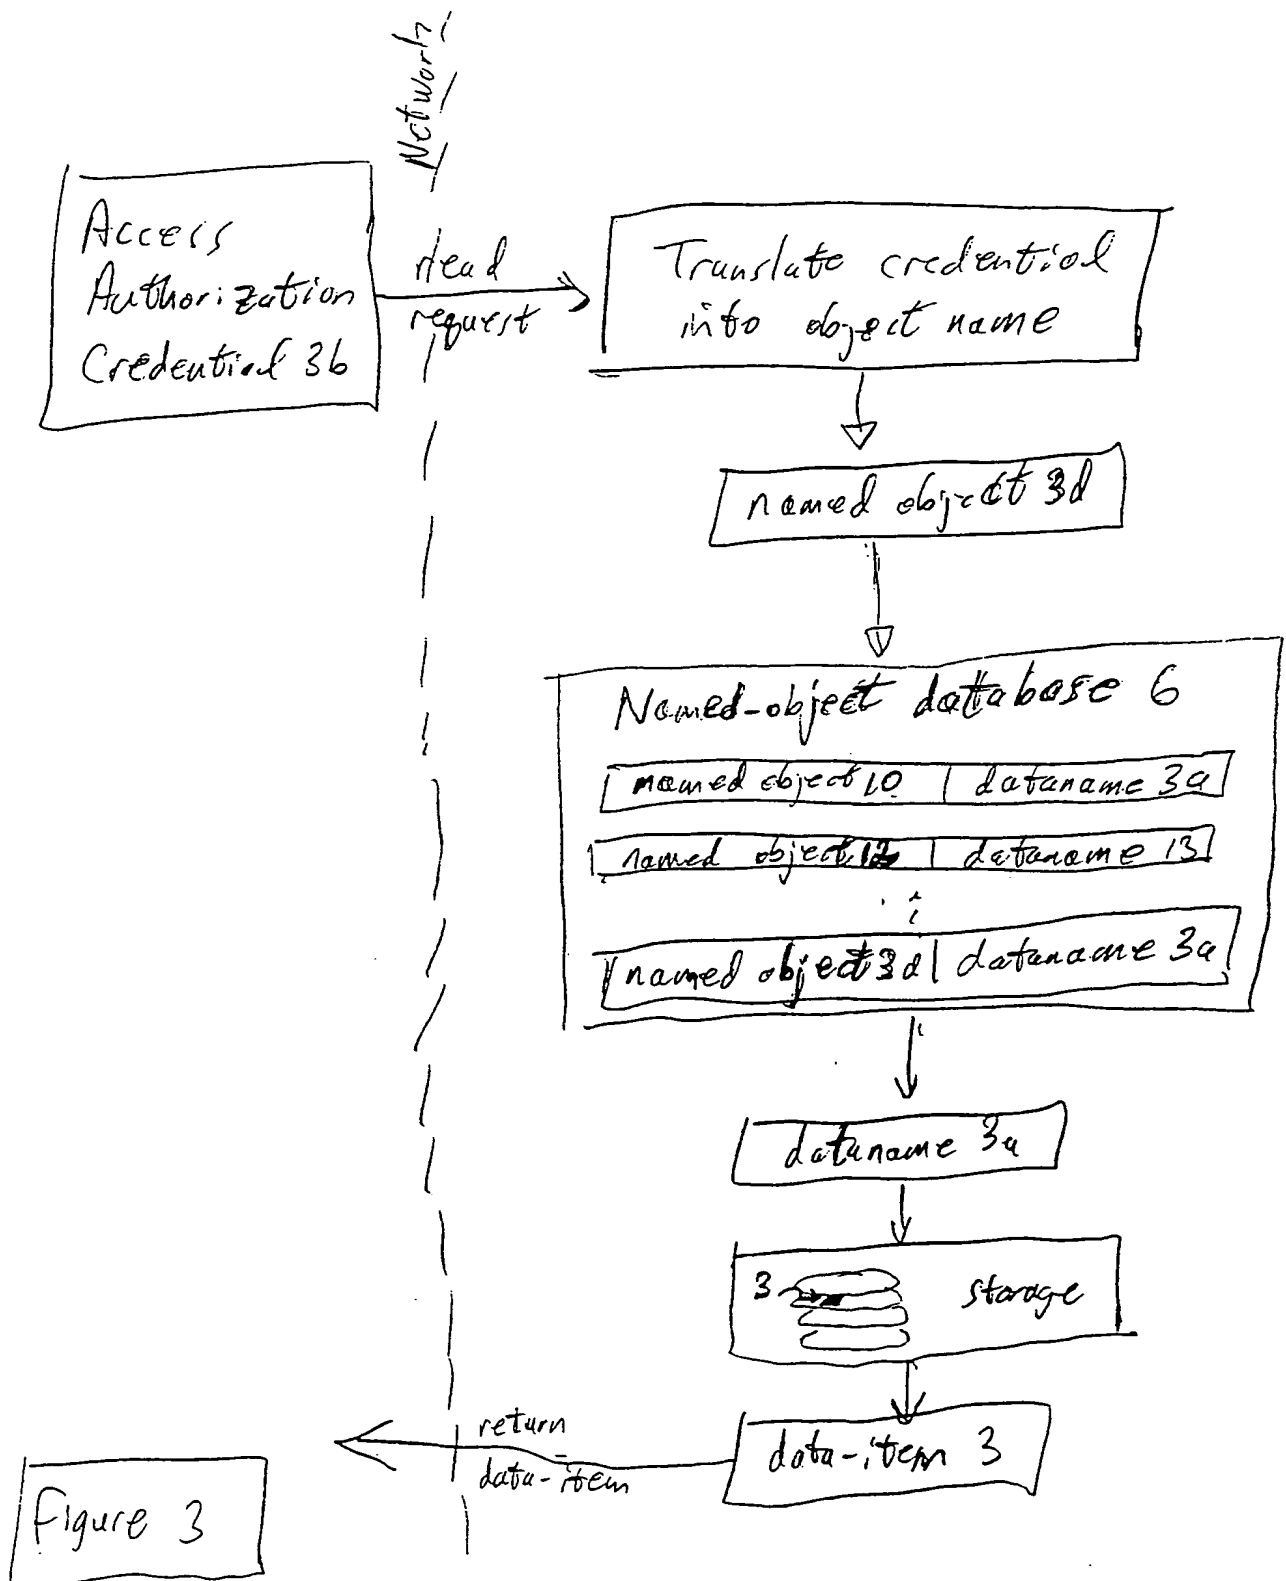 Network
Access
Authorization
Credential 3b
read
request
Translate credential
into object name
named object 3d
Named-object database 6
named object 10 | dataname 3a
named object 12 | dataname 13
named object 3d | dataname 3a
dataname 3a
3 storage
data-item 3
return
data-item
Figure 3